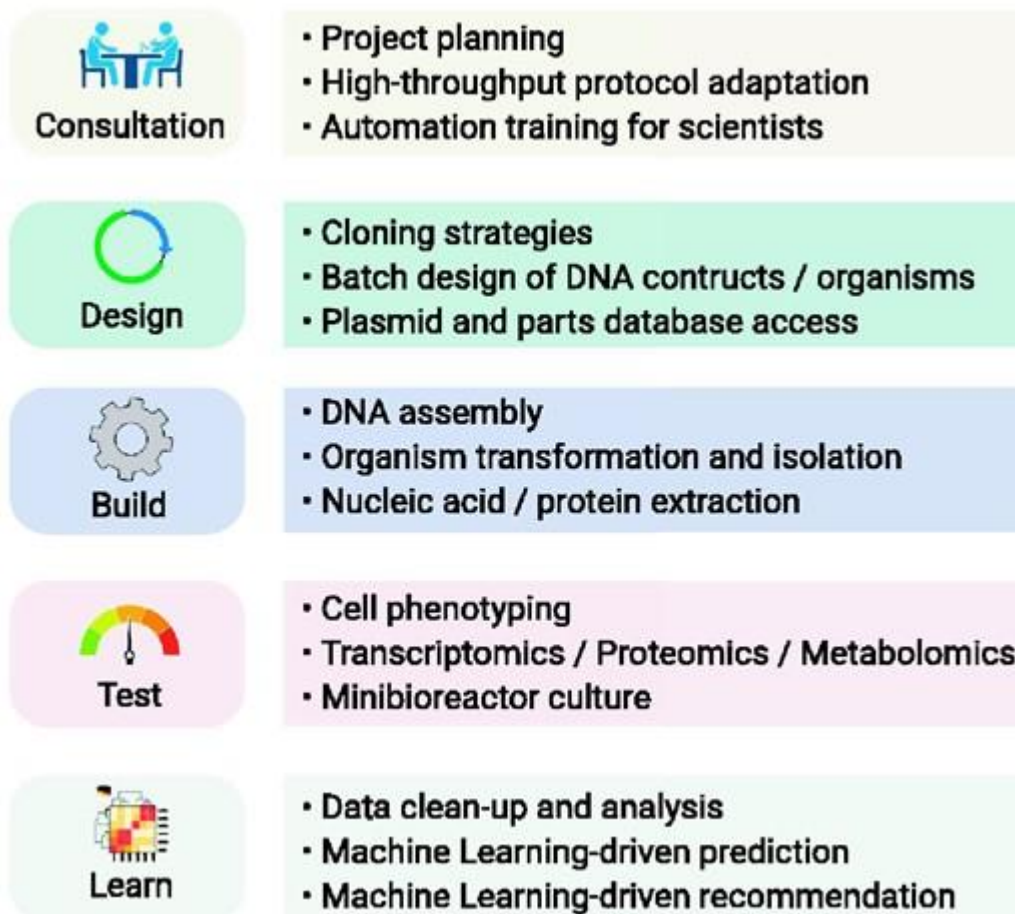 Consultation
· Project planning
· High-throughput protocol adaptation
· Automation training for scientists
Design
· Cloning strategies
· Batch design of DNA contructs / organisms
· Plasmid and parts database access
Build
· DNA assembly
· Organism transformation and isolation
· Nucleic acid / protein extraction
Test
· Cell phenotyping
· Transcriptomics / Proteomics / Metabolomics
· Minibioreactor culture
Learn
· Data clean-up and analysis
· Machine Learning-driven prediction
· Machine Learning-driven recommendation